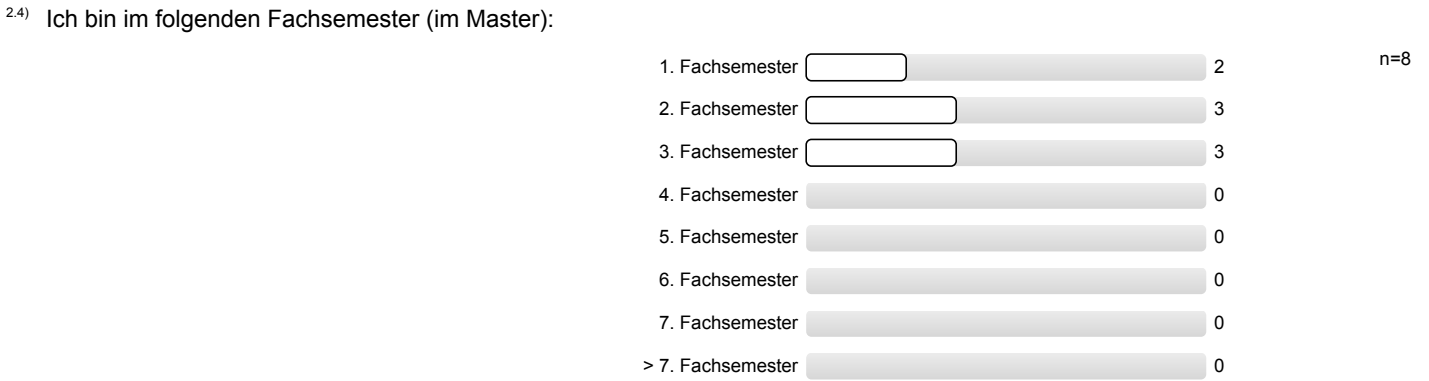 2.4) Ich bin im folgenden Fachsemester (im Master):
1. Fachsemester 2 n=8
2. Fachsemester 3
3. Fachsemester 3
4. Fachsemester 0
5. Fachsemester 0
6. Fachsemester 0
7. Fachsemester 0
> 7. Fachsemester 0